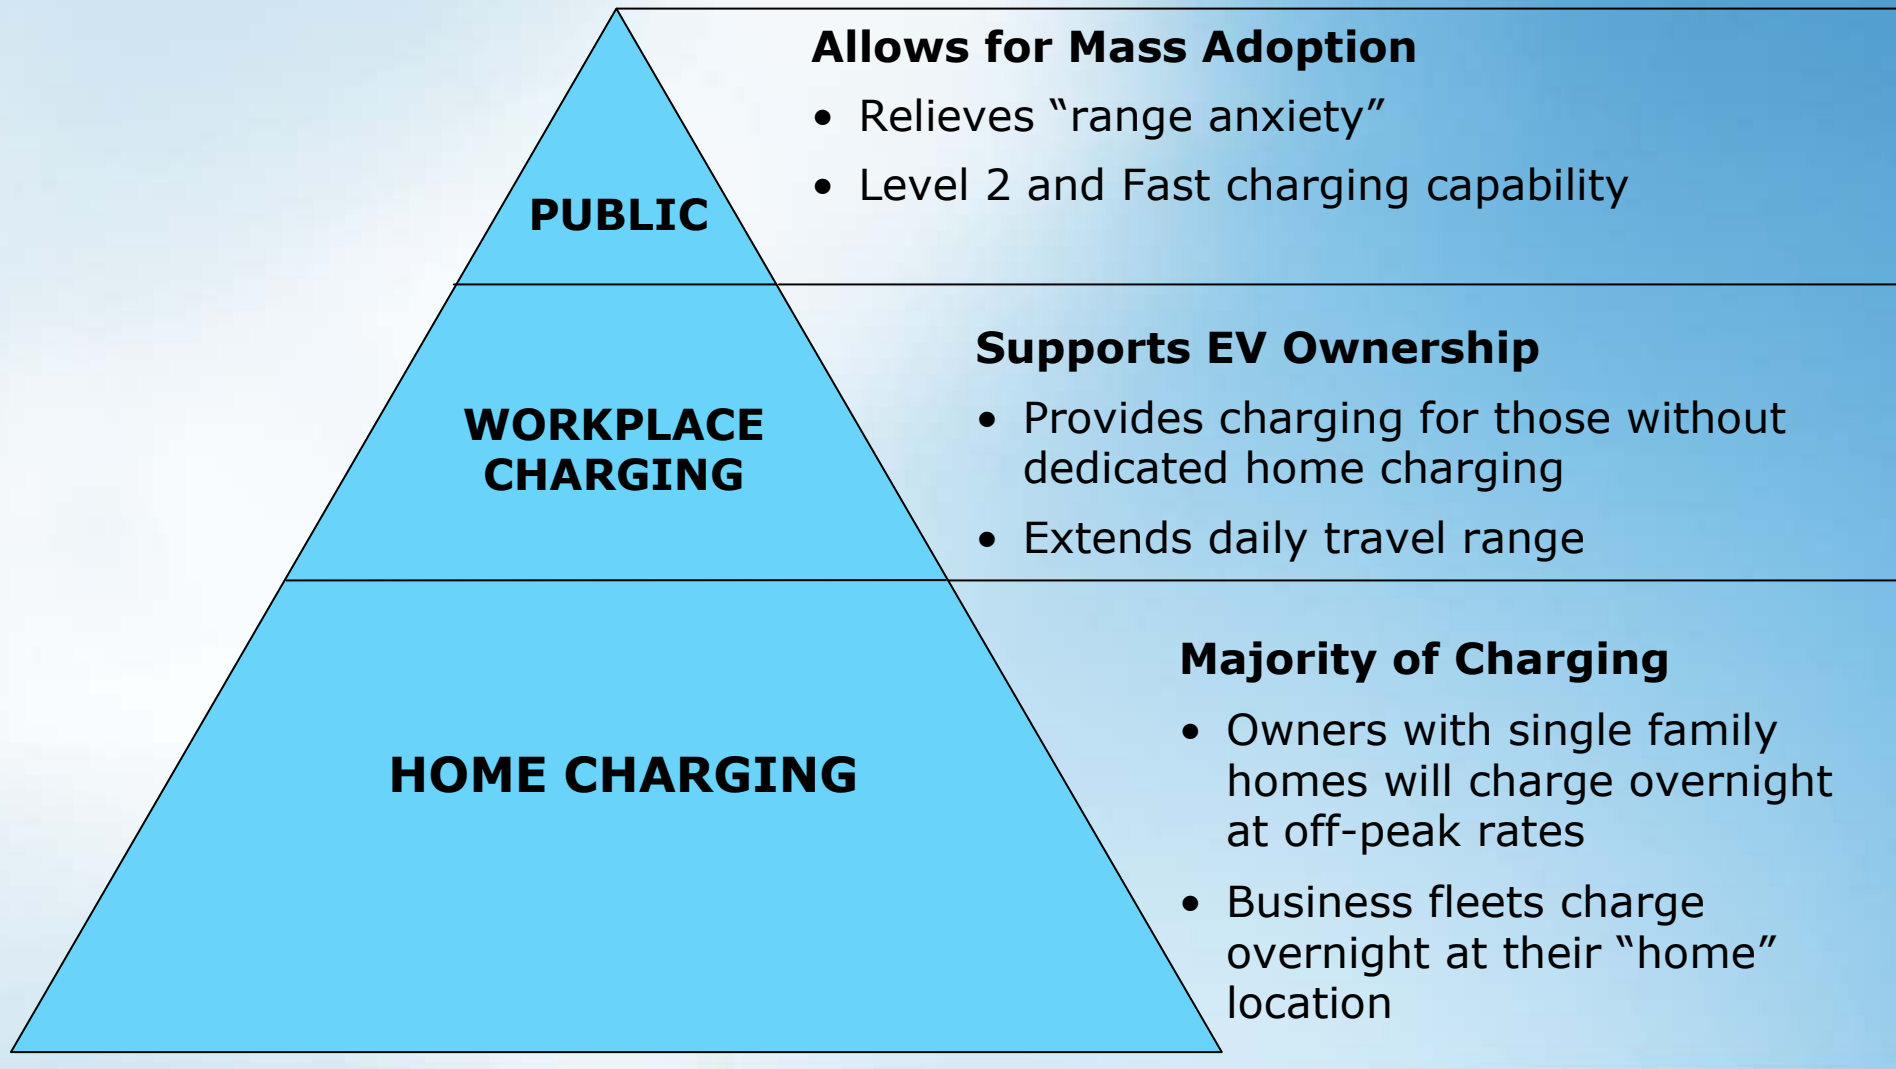 Allows for Mass Adoption
• Relieves “range anxiety”
• Level 2 and Fast charging capability
PUBLIC
Supports EV Ownership
• Provides charging for those without
dedicated home charging
• Extends daily travel range
WORKPLACE
CHARGING
Majority of Charging
• Owners with single family
homes will charge overnight
at off-peak rates
• Business fleets charge
overnight at their “home”
location
HOME CHARGING